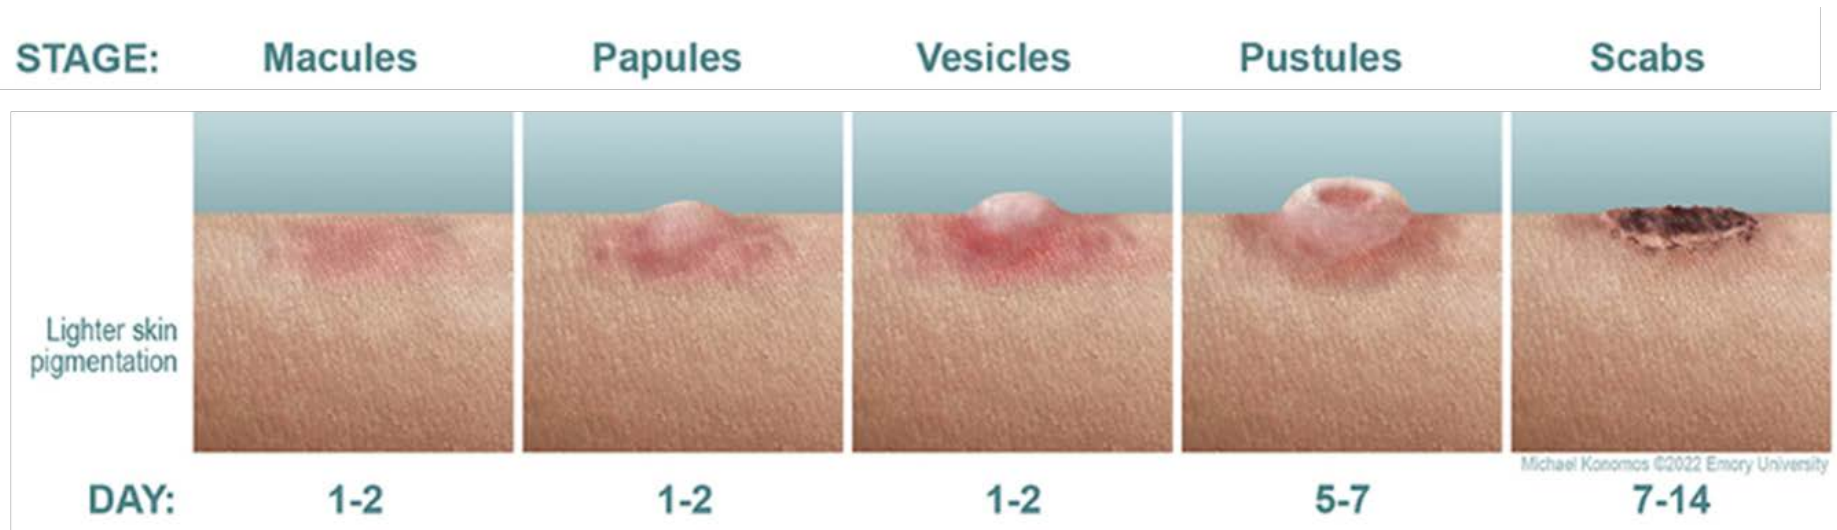 STAGE: Macules Papules Vesicles Pustules Scabs
Lighter skin
pigmentation
Michael Konomos ©2022 Emory University
DAY: 1-2 1-2 1-2 5-7 7-14